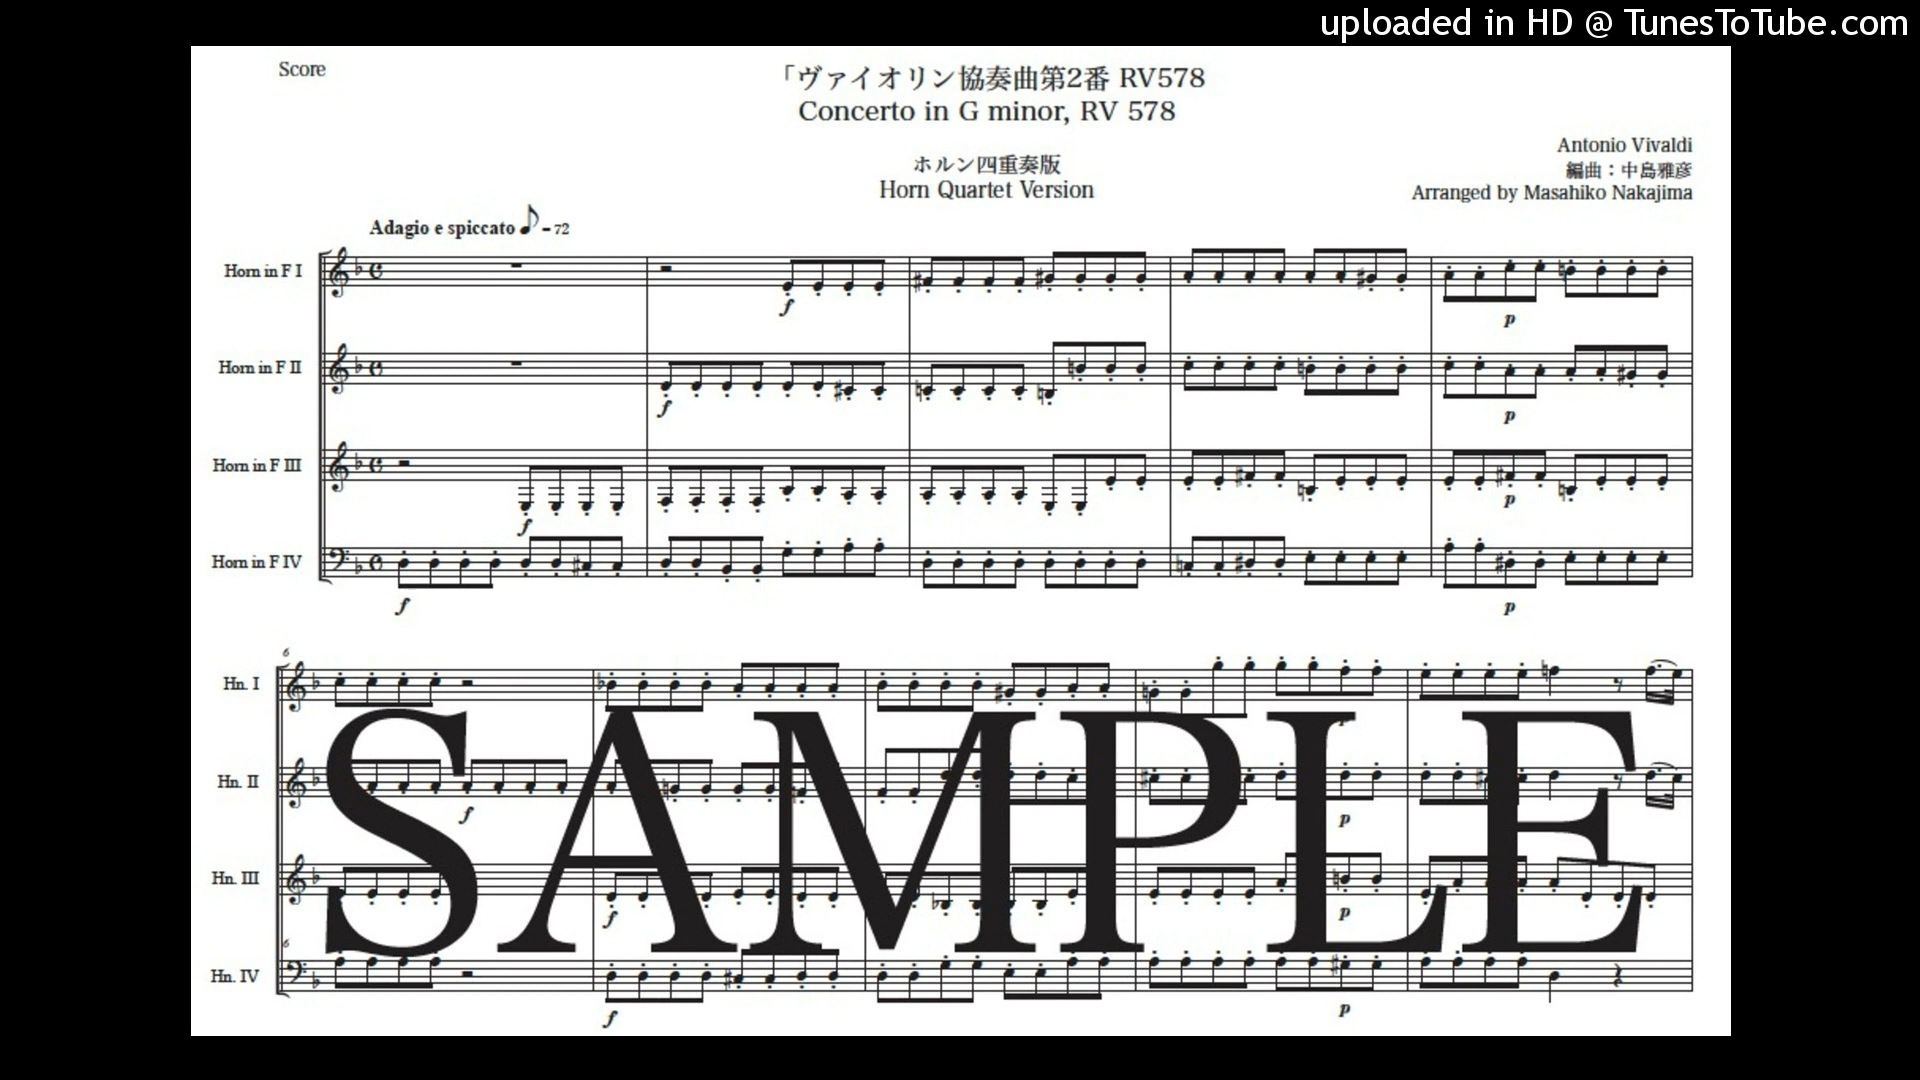 uploaded in HD @ TunesToTube.com
Score
「ヴァイオリン協奏曲第2番 RV578
Concerto in G minor, RV 578
Antonio Vivaldi
ホルン四重奏版
編曲：中島雅彦
Horn Quartet Version
Arranged by Masahiko Nakajima
Adagio e spiccato ♪ = 72
Horn in F I
f
p
Horn in F II
f
p
Horn in F III
f
p
Horn in F IV
f
p
6
Hn. I
p
Hn. II
f
p
Hn. III
f
p
6
Hn. IV
f
p
SAMPLE